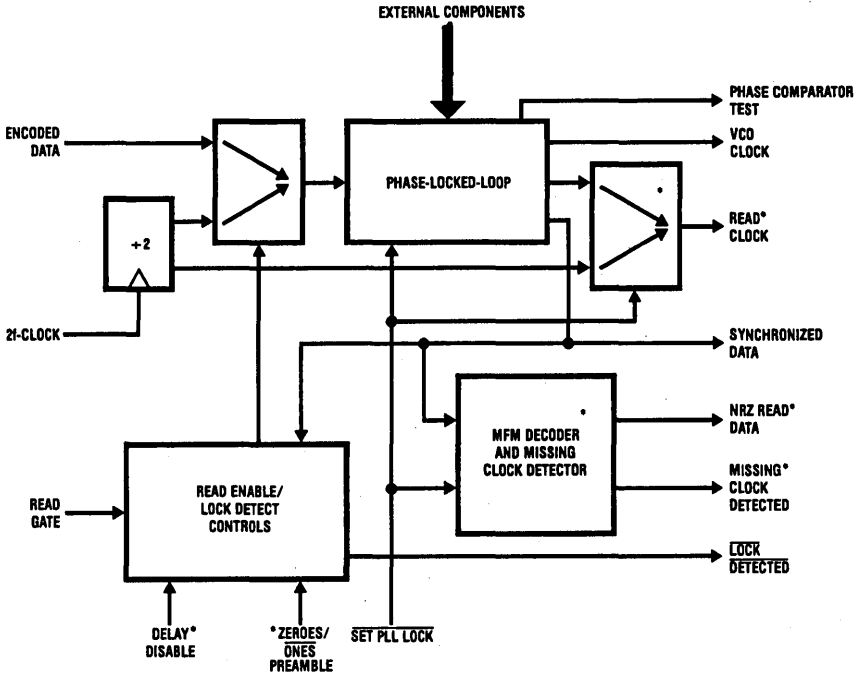 EXTERNAL COMPONENTS
PHASE COMPARATOR
TEST
ENCODED
DATA
VCO
CLOCK
PHASE-LOCKED-LOOP
÷2
READ*
CLOCK
2f-CLOCK
SYNCHRONIZED
DATA
MFM DECODER
AND MISSING
CLOCK DETECTOR
NRZ READ*
DATA
MISSING*
CLOCK
DETECTED
READ ENABLE/
LOCK DETECT
CONTROLS
READ
GATE
LOCK
DETECTED
DELAY*
DISABLE
*ZEROES/
ONES
PREAMBLE
SET PLL LOCK